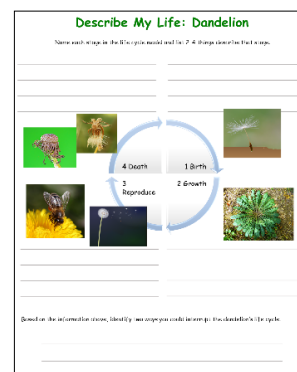 Describe My Life: Dandelion
Name each stage in the life cycle model and list 2-4 things describe that stage.
4 Death
1 Birth
3
Reproduce
2 Growth
Based on the information above, identify two ways you could interrupt the dandelion's life cycle.